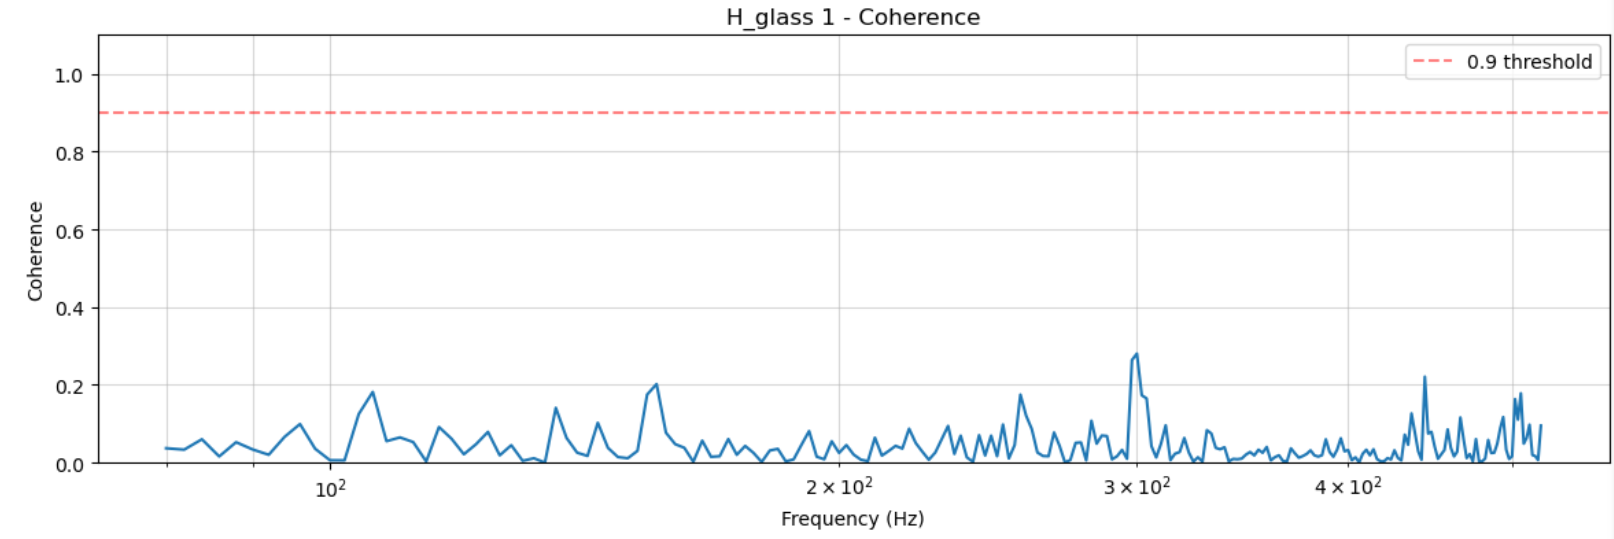 H_glass 1 - Coherence
0.9 threshold
1.0
0.8
0.6
0.4
0.2
0.0
Coherence
10²
2 × 10²
3 × 10²
4 × 10²
Frequency (Hz)